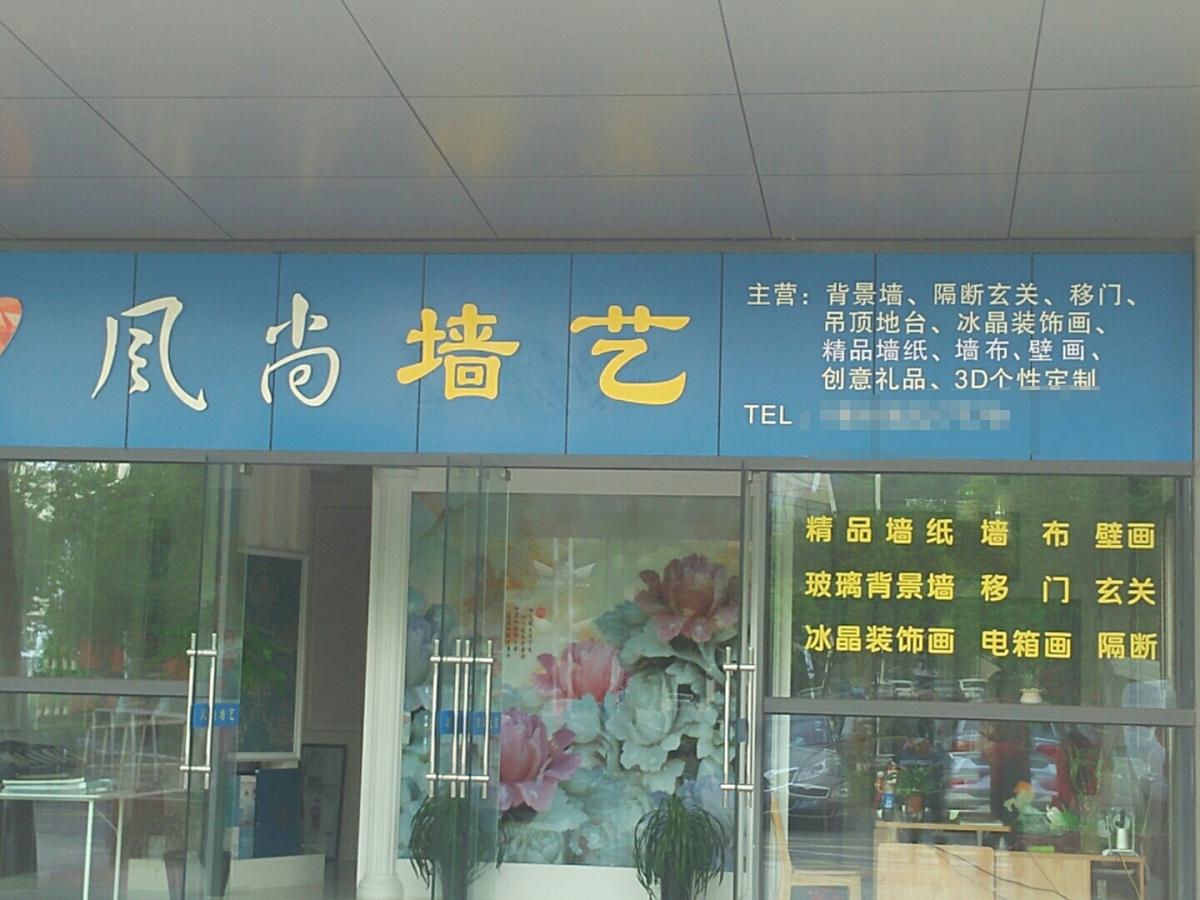 风尚墙艺
主营：背景墙、隔断玄关、移门、
吊顶地台、冰晶装饰画、
精品墙纸、墙布、壁画、
创意礼品、3D个性定制
TEL：
精品墙纸 墙布 壁画
玻璃背景墙 移门 玄关
冰晶装饰画 电箱画 隔断